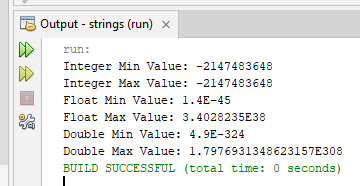 Output - strings (run)
run:
Integer Min Value: -2147483648
Integer Max Value: -2147483648
Float Min Value: 1.4E-45
Float Max Value: 3.4028235E38
Double Min Value: 4.9E-324
Double Max Value: 1.7976931348623157E308
BUILD SUCCESSFUL (total time: 0 seconds)